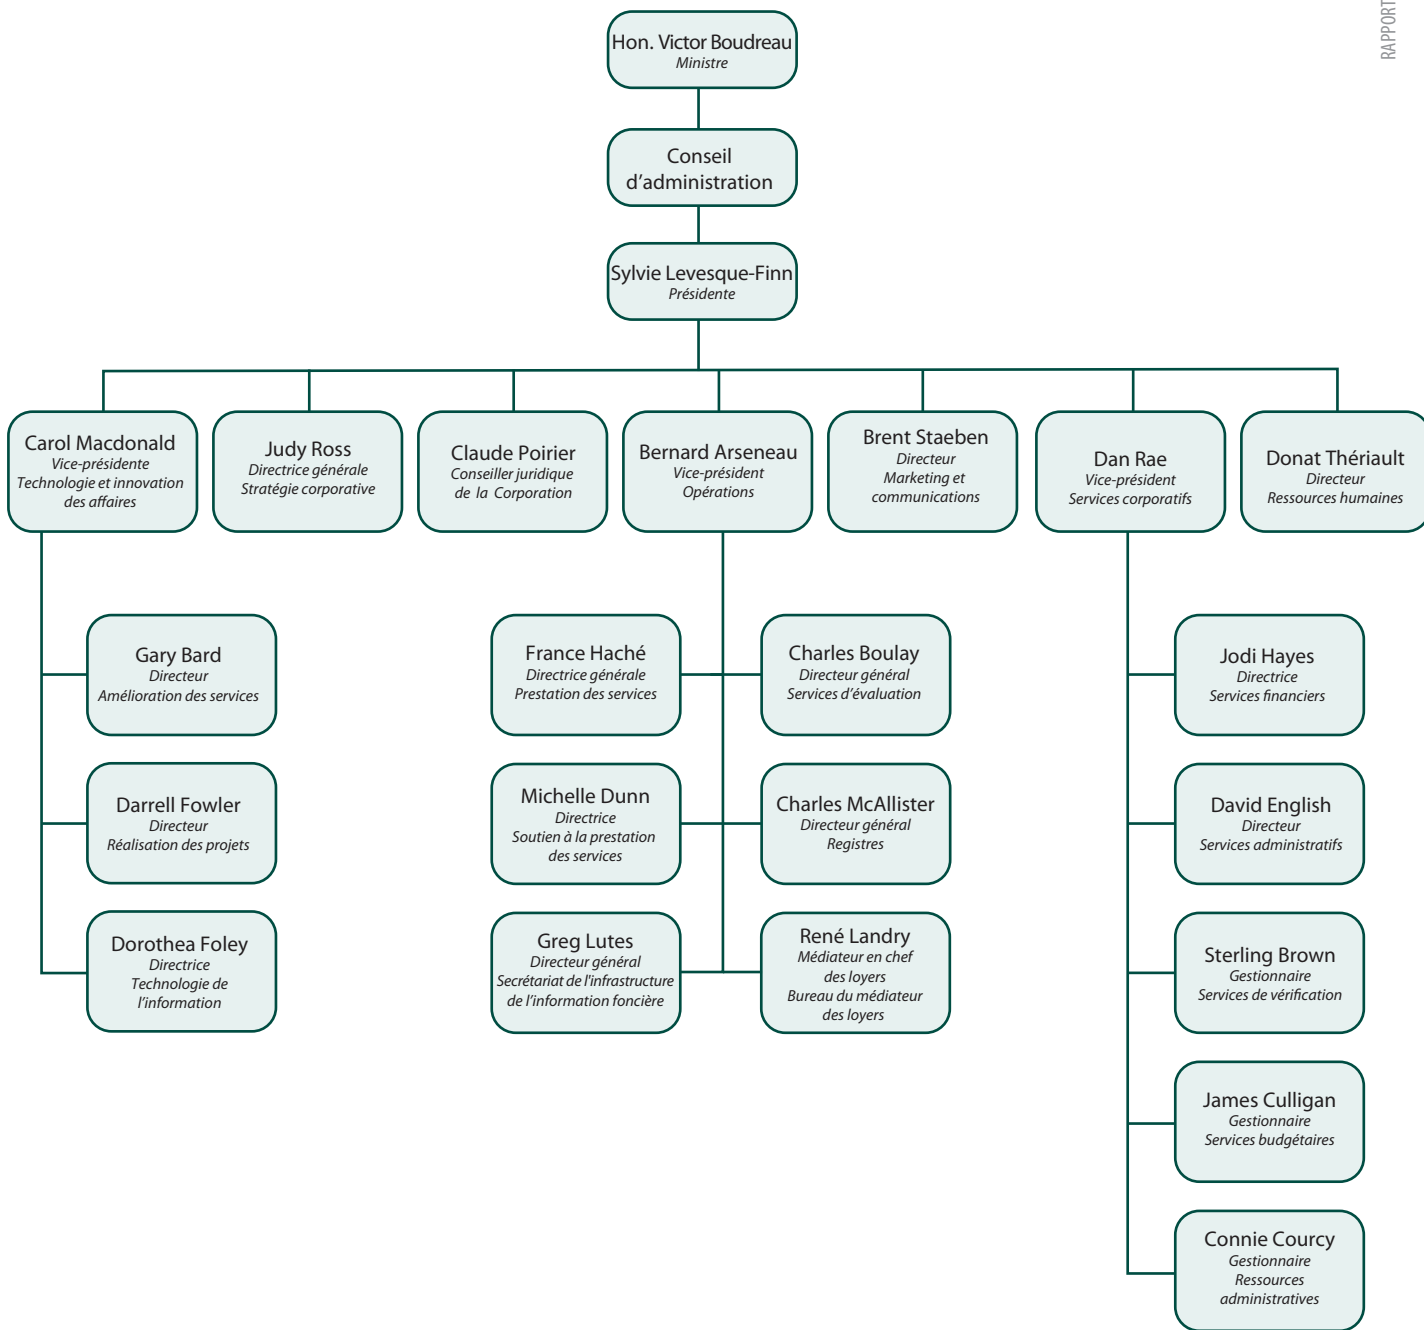 RAPPORT
Hon. Victor Boudreau
Ministre
Conseil
d’administration
Sylvie Levesque-Finn
Présidente
Carol Macdonald
Vice-présidente
Technologie et innovation
des affaires
Judy Ross
Directrice générale
Stratégie corporative
Claude Poirier
Conseiller juridique
de la Corporation
Bernard Arseneau
Vice-président
Opérations
Brent Staeben
Directeur
Marketing et
communications
Dan Rae
Vice-président
Services corporatifs
Donat Thériault
Directeur
Ressources humaines
Gary Bard
Directeur
Amélioration des services
Darrell Fowler
Directeur
Réalisation des projets
Dorothea Foley
Directrice
Technologie de
l’information
France Haché
Directrice générale
Prestation des services
Charles Boulay
Directeur général
Services d’évaluation
Michelle Dunn
Directrice
Soutien à la prestation
des services
Charles McAllister
Directeur général
Registres
Greg Lutes
Directeur général
Secrétariat de l'infrastructure
de l’information foncière
René Landry
Médiateur en chef
des loyers
Bureau du médiateur
des loyers
Jodi Hayes
Directrice
Services financiers
David English
Directeur
Services administratifs
Sterling Brown
Gestionnaire
Services de vérification
James Culligan
Gestionnaire
Services budgétaires
Connie Courcy
Gestionnaire
Ressources
administratives